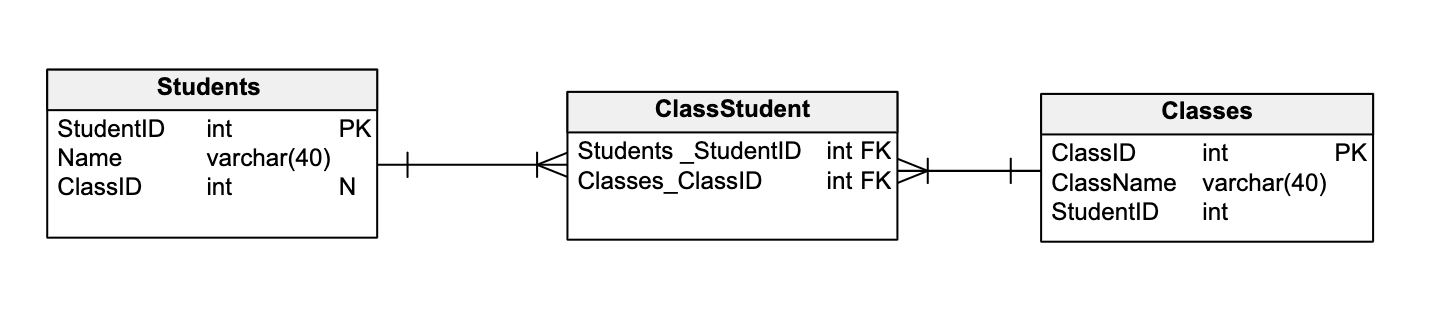 Students
StudentID int PK
Name varchar(40)
ClassID int N
ClassStudent
Students _StudentID int FK
Classes_ClassID int FK
Classes
ClassID int PK
ClassName varchar(40)
StudentID int